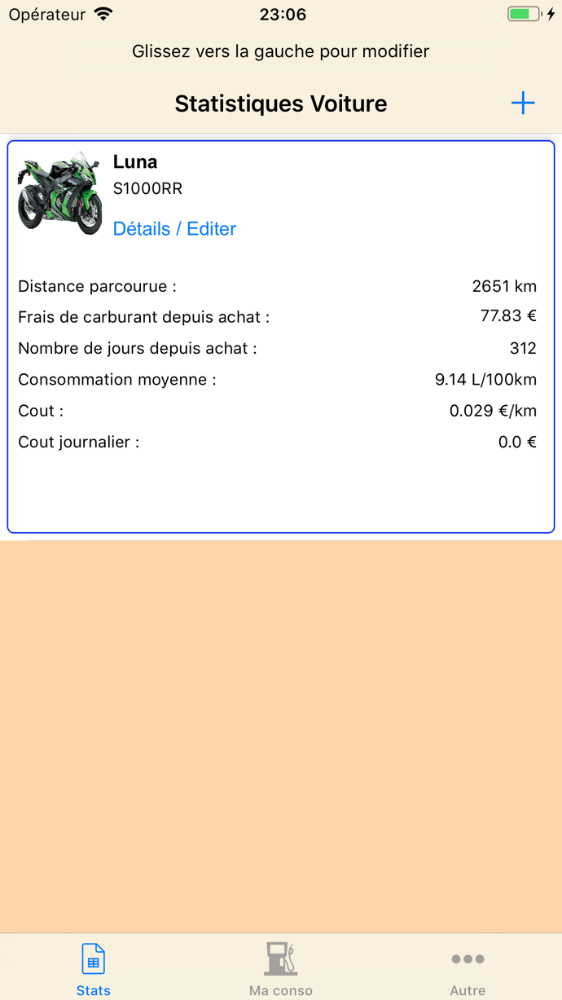 Opérateur 23:06
Glissez vers la gauche pour modifier
Statistiques Voiture
Luna
S1000RR
Détails / Editer
Distance parcourue : 2651 km
Frais de carburant depuis achat : 77.83 €
Nombre de jours depuis achat : 312
Consommation moyenne : 9.14 L/100km
Cout : 0.029 €/km
Cout journalier : 0.0 €
Stats Ma conso Autre